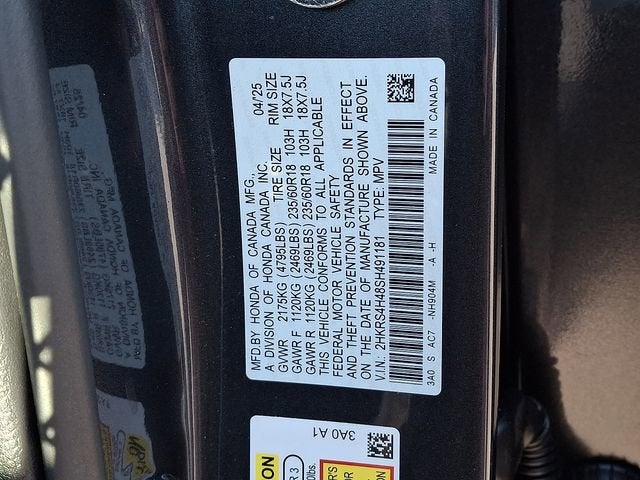 MFD.BY HONDA OF CANADA MFG., 04/25
A DIVISION OF HONDA CANADA INC.
TIRE SIZE RIM SIZE
GVWR 2175KG (4795LBS)
GAWR F 1120KG (2469LBS) 235/60R18 103H 18X7.5J
GAWR R 1120KG (2469LBS) 235/60R18 103H 18X7.5J
THIS VEHICLE CONFORMS TO ALL APPLICABLE
FEDERAL MOTOR VEHICLE SAFETY
AND THEFT PREVENTION STANDARDS IN EFFECT
ON THE DATE OF MANUFACTURE SHOWN ABOVE.
V.I.N.: 2HKRS4H48SH491181 TYPE: MPV
3A0 S AC7 -NH904M -A -H MADE IN CANADA
3A0 A1